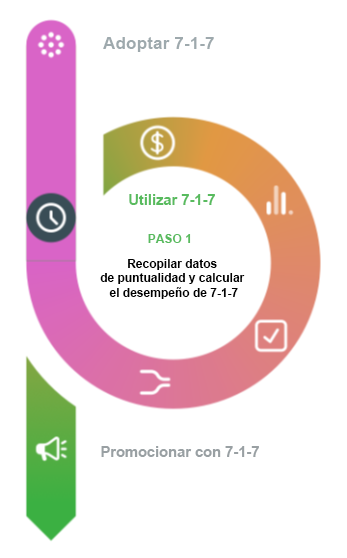 Adoptar 7-1-7
Utilizar 7-1-7
PASO 1
Recopilar datos
de puntualidad y calcular
el desempeño de 7-1-7
Promocionar con 7-1-7